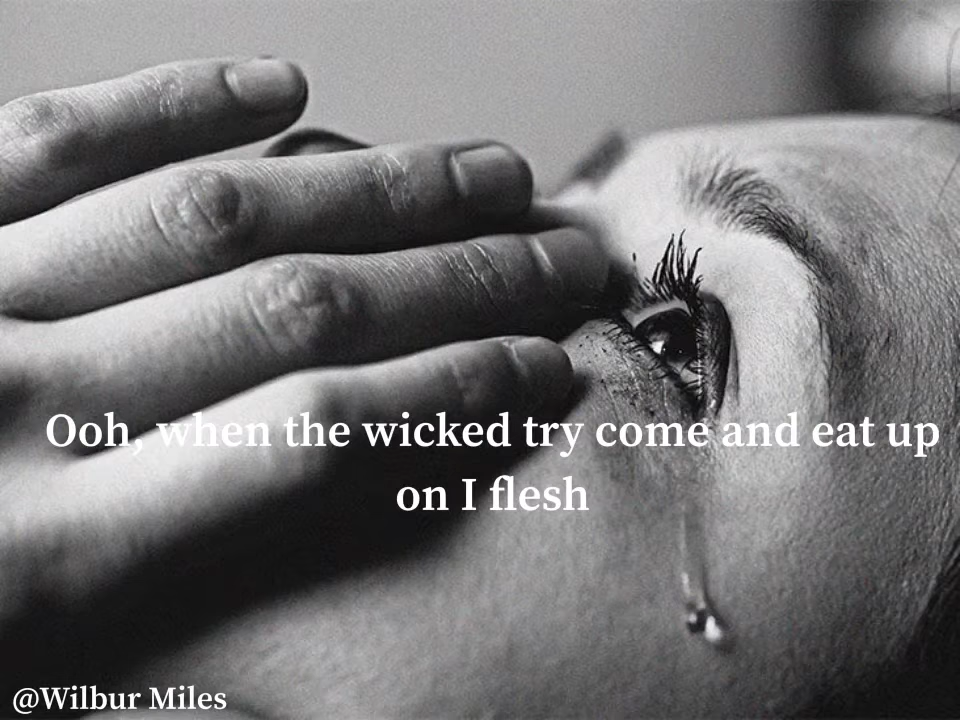 Ooh, when the wicked try come and eat up
on I flesh
@Wilbur Miles